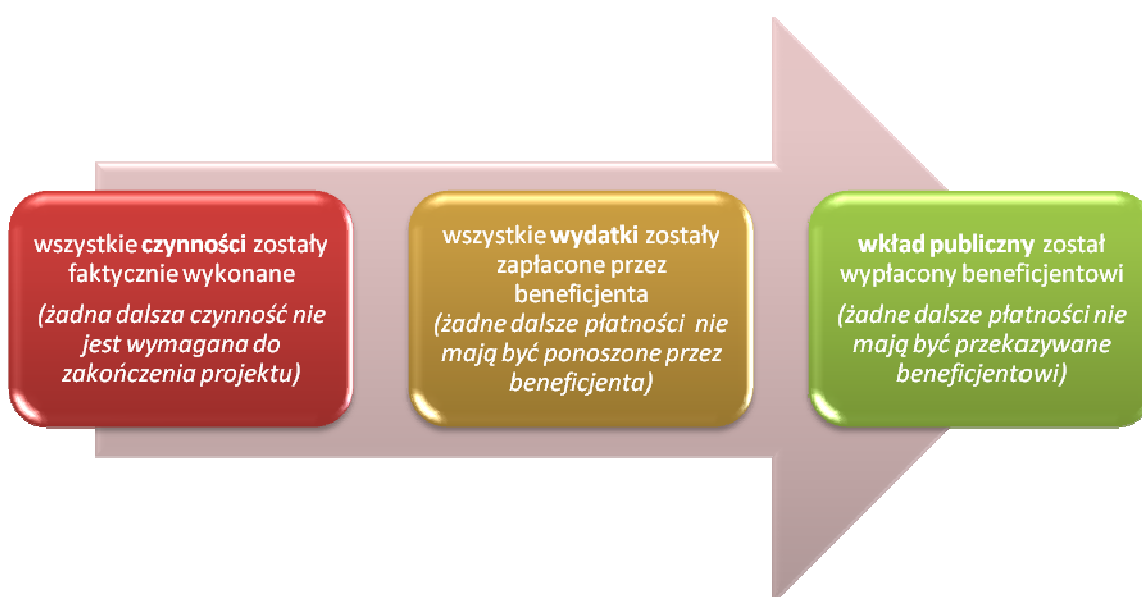 wszystkie czynności zostały
faktycznie wykonane
(żadna dalsza czynność nie
jest wymagana do
zakończenia projektu)
wszystkie wydatki zostały
zapłacone przez
beneficjenta
(żadne dalsze płatności nie
mają być ponoszone przez
beneficjenta)
wkład publiczny został
wypłacony beneficjentowi
(żadne dalsze płatności nie
mają być przekazywane
beneficjentowi)